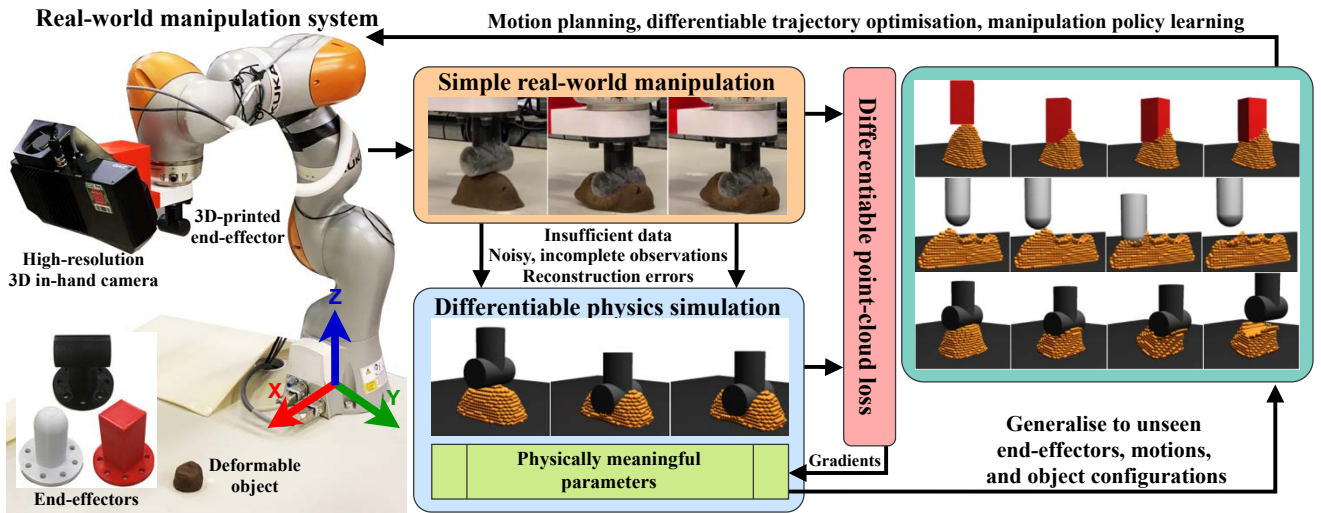 Real-world manipulation system
Motion planning, differentiable trajectory optimisation, manipulation policy learning
KUKA
KUKA
3D-printed
end-effector
High-resolution
3D in-hand camera
Z
X
Y
End-effectors
Deformable
object
Simple real-world manipulation
Insufficient data
Noisy, incomplete observations
Reconstruction errors
Differentiable physics simulation
Physically meaningful
parameters
Differentiable point-cloud loss
Gradients
Generalise to unseen
end-effectors, motions,
and object configurations